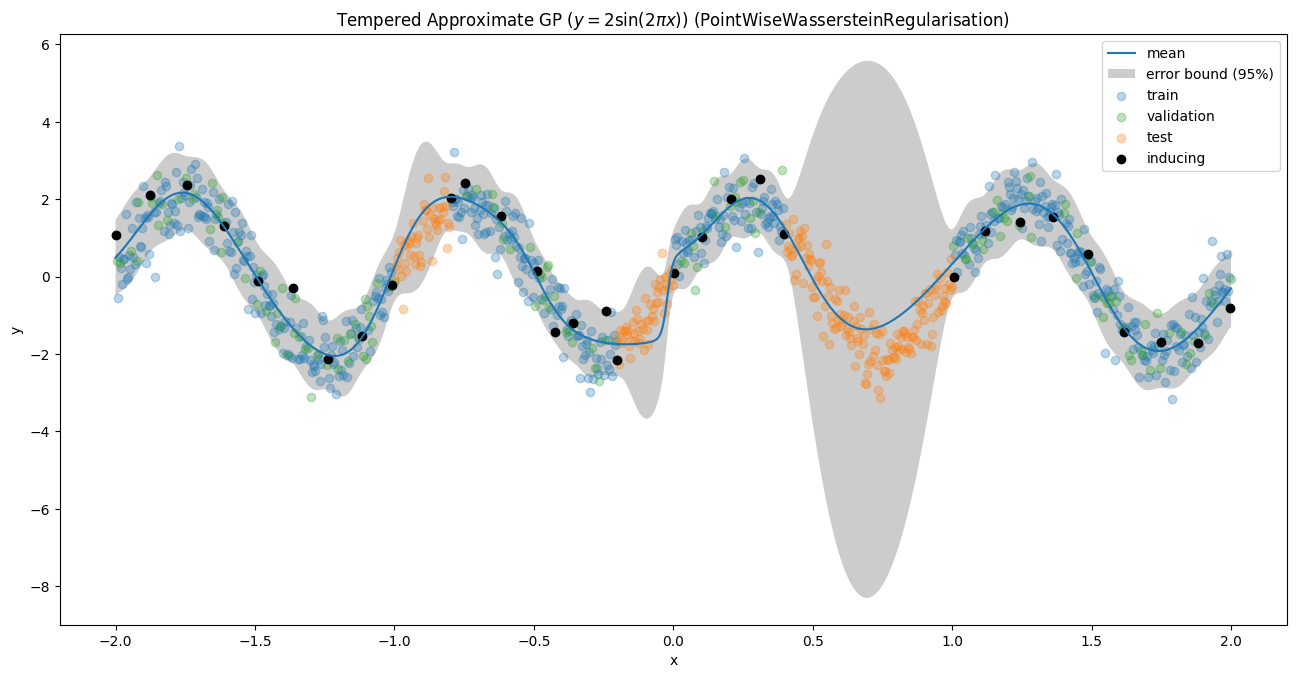 Tempered Approximate GP (y = 2 sin(2πx)) (PointWiseWassersteinRegularisation)
mean
error bound (95%)
train
validation
test
inducing
y
6
4
2
0
−2
−4
−6
−8
−2.0 −1.5 −1.0 −0.5 0.0 0.5 1.0 1.5 2.0
x